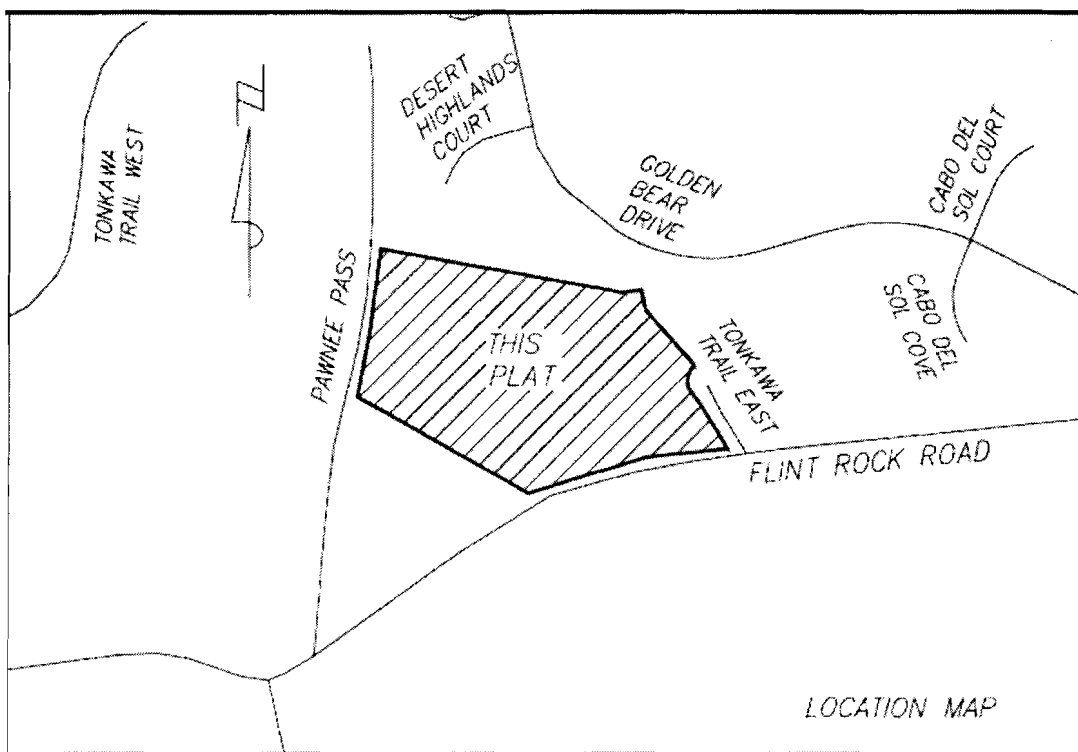 TONKAWA
TRAIL WEST
N
DESERT
HIGHLANDS
COURT
GOLDEN
BEAR
DRIVE
CABO DEL
SOL COURT
PAWNEE PASS
THIS
PLAT
TONKAWA
TRAIL EAST
CABO DEL
SOL COVE
FLINT ROCK ROAD
LOCATION MAP